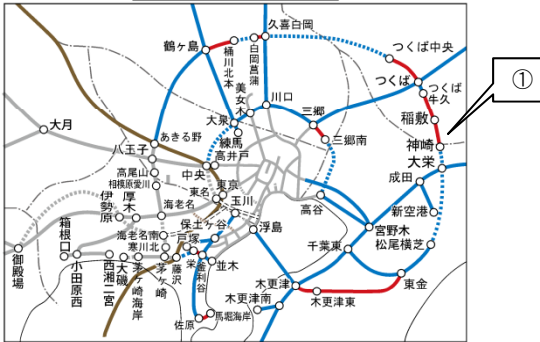 久喜白岡
鶴ヶ島
桶川北本
白岡菖蒲
つくば中央
つくば
つくば牛久
①
稲敷
神崎
大栄
成田
新空港
美女木
川口
三郷
三郷南
大泉
練馬
大月
あきる野
八王子
高井戸
中央
高尾山
相模原愛川
東名
東京
玉川
高谷
宮野木
松尾横芝
千葉東
東金
伊勢原
厚木
海老名
保土ヶ谷
浮島
海老名南
寒川北
戸塚
栄
金利谷
並木
箱根口
御殿場
小田原西
西湘二宮
大磯
茅ヶ崎海岸
茅ヶ崎
藤沢
木更津
木更津南
木更津東
佐原
馬堀海岸